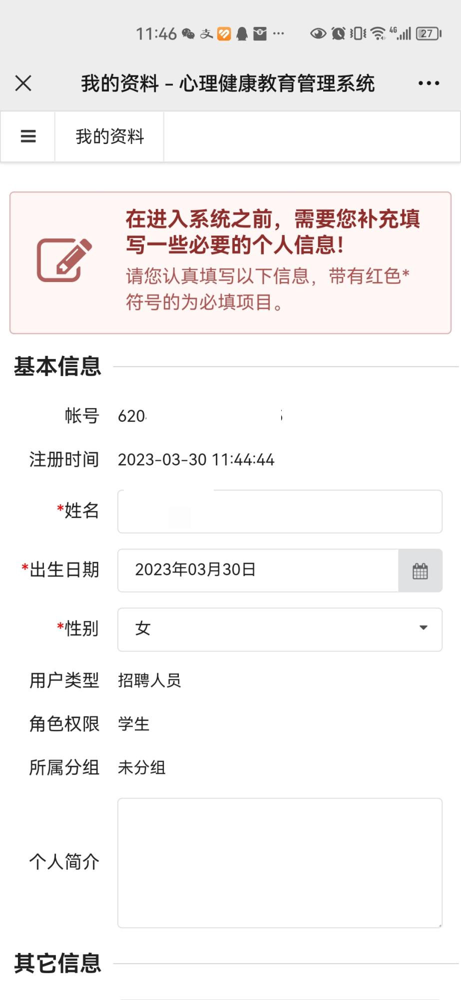 11:46 支 ··· 4G 27
我的资料 – 心理健康教育管理系统
我的资料
在进入系统之前，需要您补充填
写一些必要的个人信息！
请您认真填写以下信息，带有红色*
符号的为必填项目。
基本信息
帐号 620
注册时间 2023-03-30 11:44:44
*姓名
*出生日期 2023年03月30日
*性别 女
用户类型 招聘人员
角色权限 学生
所属分组 未分组
个人简介
其它信息